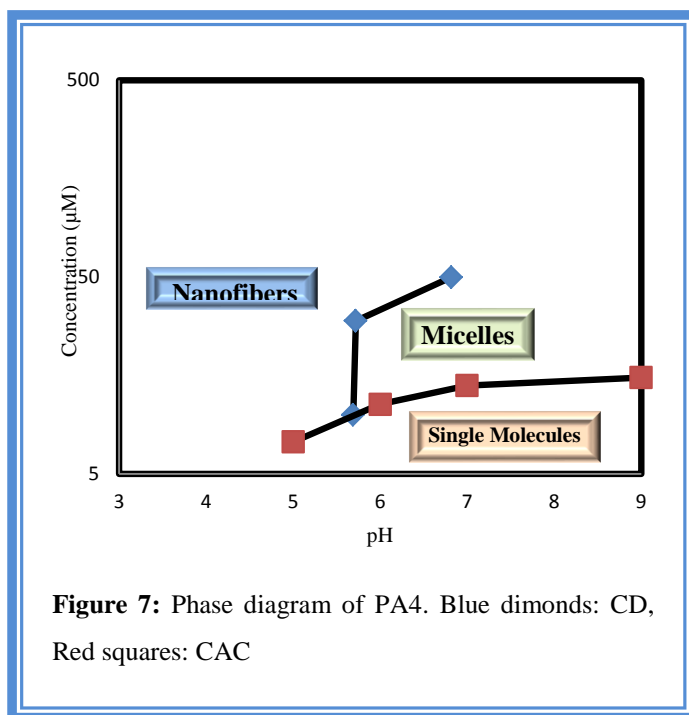 500
Concentration (µM)
50
Nanofibers
Micelles
Single Molecules
5
3 4 5 6 7 8 9
pH
Figure 7: Phase diagram of PA4. Blue dimonds: CD,
Red squares: CAC